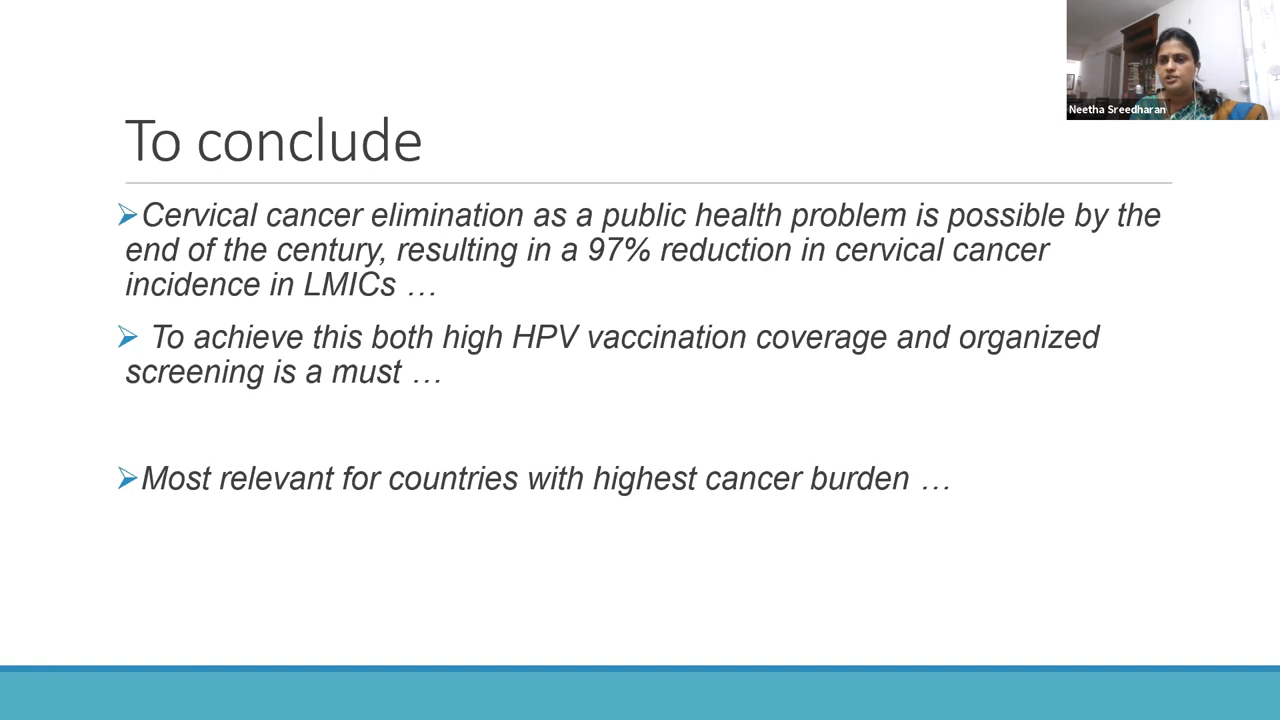 Neetha Sreedharan
To conclude
➢Cervical cancer elimination as a public health problem is possible by the
end of the century, resulting in a 97% reduction in cervical cancer
incidence in LMICs …
➢ To achieve this both high HPV vaccination coverage and organized
screening is a must …
➢Most relevant for countries with highest cancer burden …